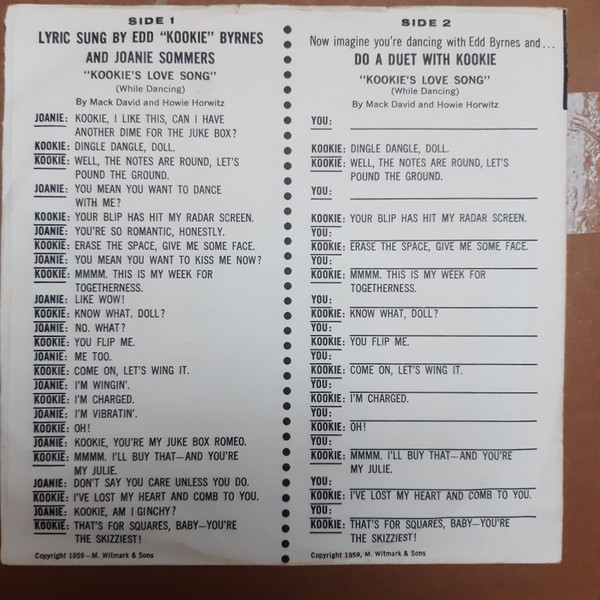 SIDE 1
LYRIC SUNG BY EDD "KOOKIE" BYRNES
AND JOANIE SOMMERS
"KOOKIE'S LOVE SONG"
(While Dancing)
By Mack David and Howie Horwitz
JOANIE: KOOKIE, I LIKE THIS, CAN I HAVE
ANOTHER DIME FOR THE JUKE BOX?
KOOKIE: DINGLE DANGLE, DOLL.
KOOKIE: WELL, THE NOTES ARE ROUND, LET'S
POUND THE GROUND.
JOANIE: YOU MEAN YOU WANT TO DANCE
WITH ME?
KOOKIE: YOUR BLIP HAS HIT MY RADAR SCREEN.
JOANIE: YOU'RE SO ROMANTIC, HONESTLY.
KOOKIE: ERASE THE SPACE, GIVE ME SOME FACE.
JOANIE: YOU MEAN YOU WANT TO KISS ME NOW?
KOOKIE: MMMM. THIS IS MY WEEK FOR
TOGETHERNESS.
JOANIE: LIKE WOW!
KOOKIE: KNOW WHAT, DOLL?
JOANIE: NO. WHAT?
KOOKIE: YOU FLIP ME.
JOANIE: ME TOO.
KOOKIE: COME ON, LET'S WING IT.
JOANIE: I'M WINGIN'.
KOOKIE: I'M CHARGED.
JOANIE: I'M VIBRATIN'.
KOOKIE: OH!
JOANIE: KOOKIE, YOU'RE MY JUKE BOX ROMEO.
KOOKIE: MMMM. I'LL BUY THAT—AND YOU'RE
MY JULIE.
JOANIE: DON'T SAY YOU CARE UNLESS YOU DO.
KOOKIE: I'VE LOST MY HEART AND COMB TO YOU.
JOANIE: KOOKIE, AM I GINCHY?
KOOKIE: THAT'S FOR SQUARES, BABY—YOU'RE
THE SKIZZIEST!
Copyright 1959—M. Witmark & Sons
SIDE 2
Now imagine you're dancing with Edd Byrnes and...
DO A DUET WITH KOOKIE
"KOOKIE'S LOVE SONG"
(While Dancing)
By Mack David and Howie Horwitz
YOU:
KOOKIE: DINGLE DANGLE, DOLL.
KOOKIE: WELL, THE NOTES ARE ROUND, LET'S
POUND THE GROUND.
YOU:
KOOKIE: YOUR BLIP HAS HIT MY RADAR SCREEN.
YOU:
KOOKIE: ERASE THE SPACE, GIVE ME SOME FACE.
YOU:
KOOKIE: MMMM. THIS IS MY WEEK FOR
TOGETHERNESS.
YOU:
KOOKIE: KNOW WHAT, DOLL?
YOU:
KOOKIE: YOU FLIP ME.
YOU:
KOOKIE: COME ON, LET'S WING IT.
YOU:
KOOKIE: I'M CHARGED.
YOU:
KOOKIE: OH!
YOU:
KOOKIE: MMMM. I'LL BUY THAT—AND YOU'RE
MY JULIE.
YOU:
KOOKIE: I'VE LOST MY HEART AND COMB TO YOU.
YOU:
KOOKIE: THAT'S FOR SQUARES, BABY—YOU'RE
THE SKIZZIEST!
Copyright 1959, M. Witmark & Sons